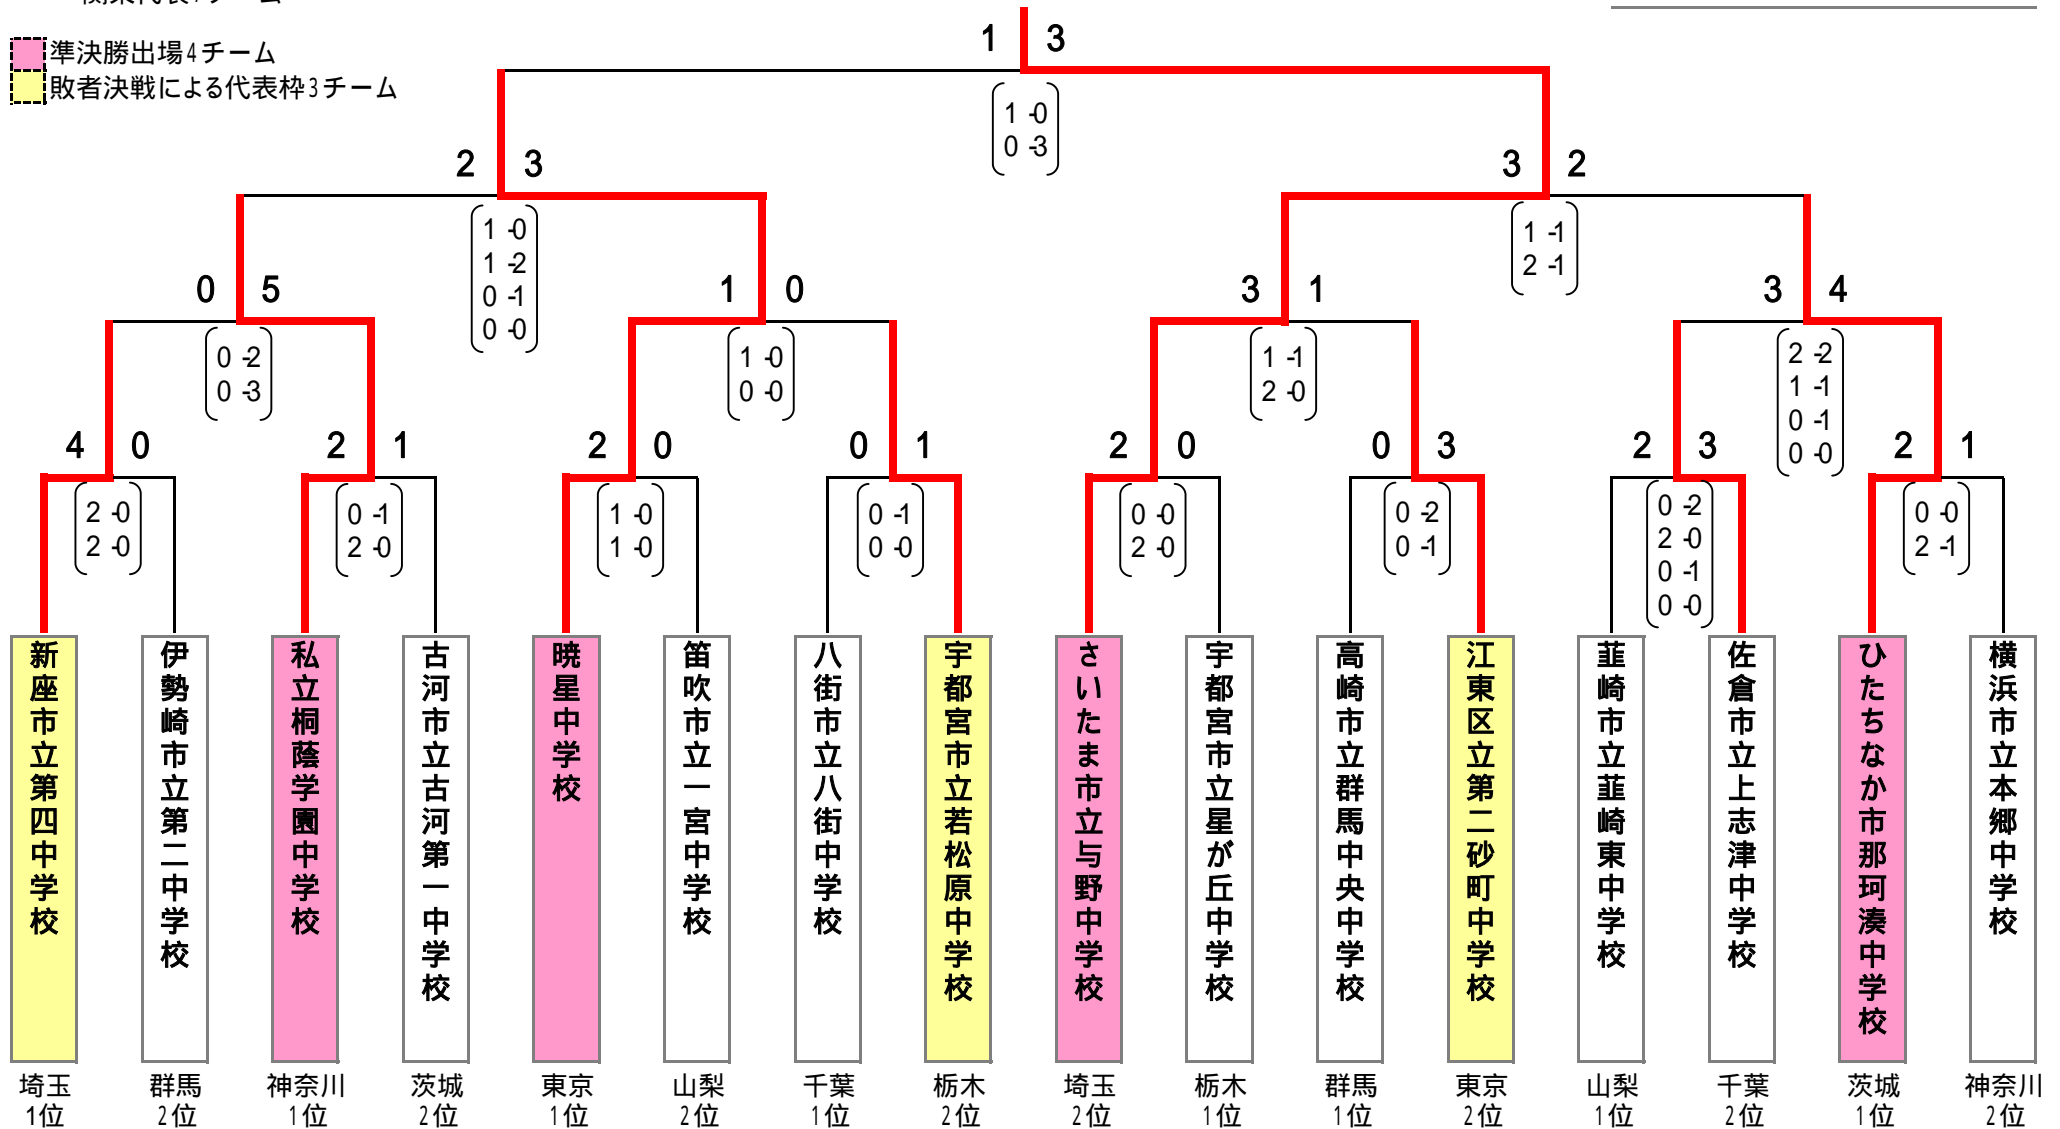 準決勝出場4チーム
敗者決戦による代表枠3チーム
1 3
1 -0
0 -3
2 3
3 2
1 -0
1 -2
0 -1
0 -0
1 -1
2 -1
0 5
1 0
3 1
3 4
0 -2
0 -3
1 -0
0 -0
1 -1
2 -0
2 -2
1 -1
0 -1
0 -0
4 0
2 1
2 0
0 1
2 0
0 3
2 3
2 1
2 -0
2 -0
0 -1
2 -0
1 -0
1 -0
0 -1
0 -0
0 -0
2 -0
0 -2
0 -1
0 -2
2 -0
0 -1
0 -0
0 -0
2 -1
新座市立第四中学校
伊勢崎市立第二中学校
私立桐蔭学園中学校
古河市立古河第一中学校
暁星中学校
笛吹市立一宮中学校
八街市立八街中学校
宇都宮市立若松原中学校
さいたま市立与野中学校
宇都宮市立星が丘中学校
高崎市立群馬中央中学校
江東区立第二砂町中学校
韮崎市立韮崎東中学校
佐倉市立上志津中学校
ひたちなか市那珂湊中学校
横浜市立本郷中学校
埼玉 群馬 神奈川 茨城 東京 山梨 千葉 栃木 埼玉 栃木 群馬 東京 山梨 千葉 茨城 神奈川
1位 2位 1位 2位 1位 2位 1位 2位 2位 1位 1位 2位 1位 2位 1位 2位